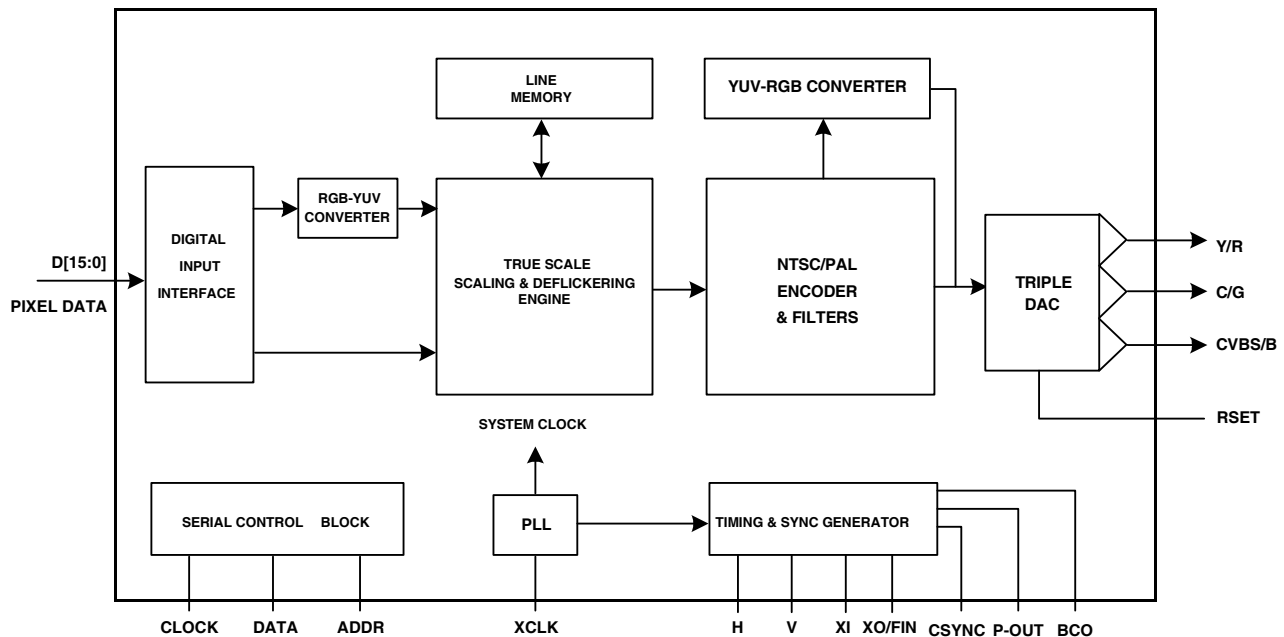 LINE
MEMORY
YUV-RGB CONVERTER
D[15:0]
PIXEL DATA
DIGITAL
INPUT
INTERFACE
RGB-YUV
CONVERTER
TRUE SCALE
SCALING & DEFLICKERING
ENGINE
NTSC/PAL
ENCODER
& FILTERS
TRIPLE
DAC
Y/R
C/G
CVBS/B
RSET
SYSTEM CLOCK
SERIAL CONTROL BLOCK
PLL
TIMING & SYNC GENERATOR
CLOCK
DATA
ADDR
XCLK
H
V
XI
XO/FIN
CSYNC
P-OUT
BCO